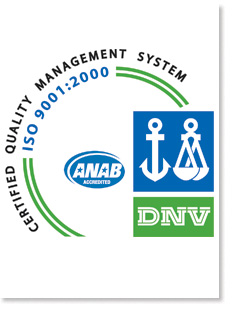 CERTIFIED QUALITY MANAGEMENT SYSTEM
ISO 9001:2000
ANAB
ACCREDITED
DNV